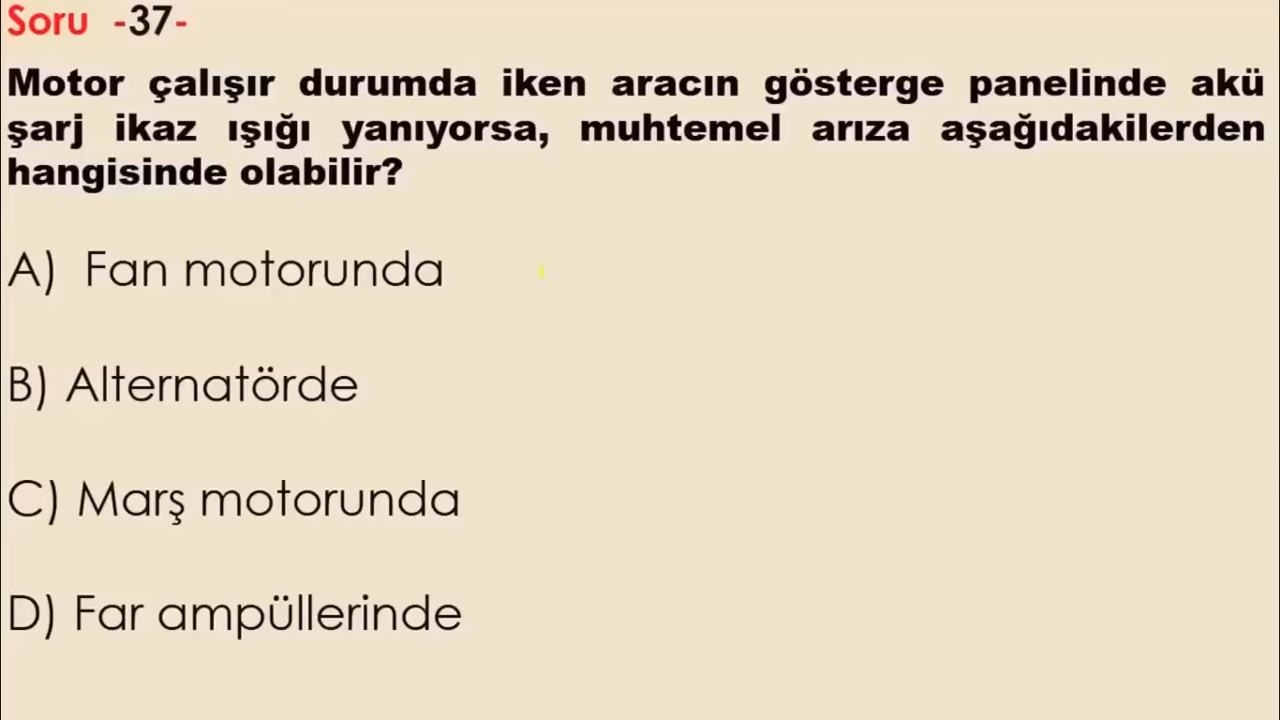 Soru -37-
Motor çalışır durumda iken aracın gösterge panelinde akü
şarj ikaz ışığı yanıyorsa, muhtemel arıza aşağıdakilerden
hangisinde olabilir?
A) Fan motorunda
B) Alternatörde
C) Marş motorunda
D) Far ampüllerinde